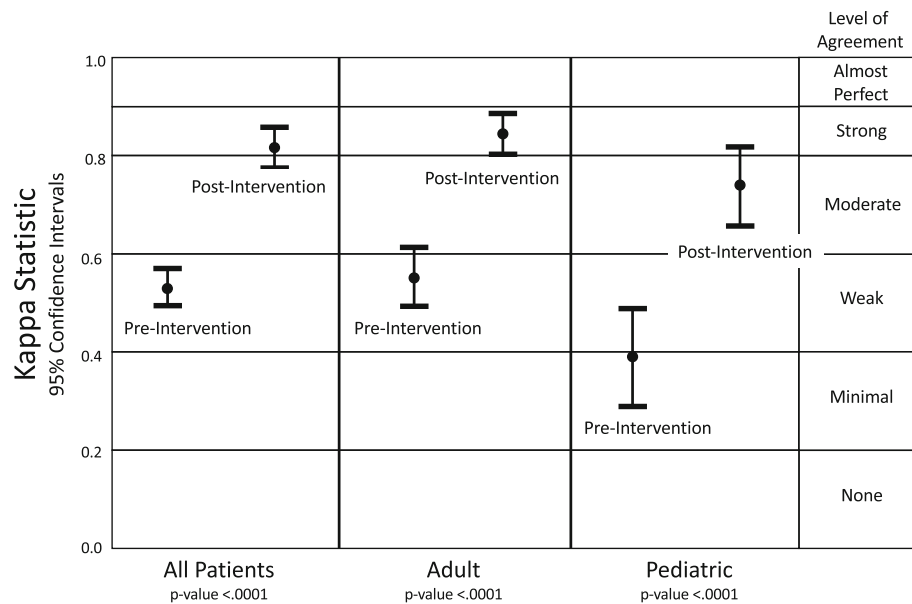 Level of
Agreement
1.0
Almost
Perfect
Strong
0.8
Post-Intervention
Post-Intervention
Moderate
Kappa Statistic
95% Confidence Intervals
0.6
Post-Intervention
Weak
Pre-Intervention
Pre-Intervention
0.4
Minimal
Pre-Intervention
0.2
None
0.0
All Patients
p-value <.0001
Adult
p-value <.0001
Pediatric
p-value <.0001